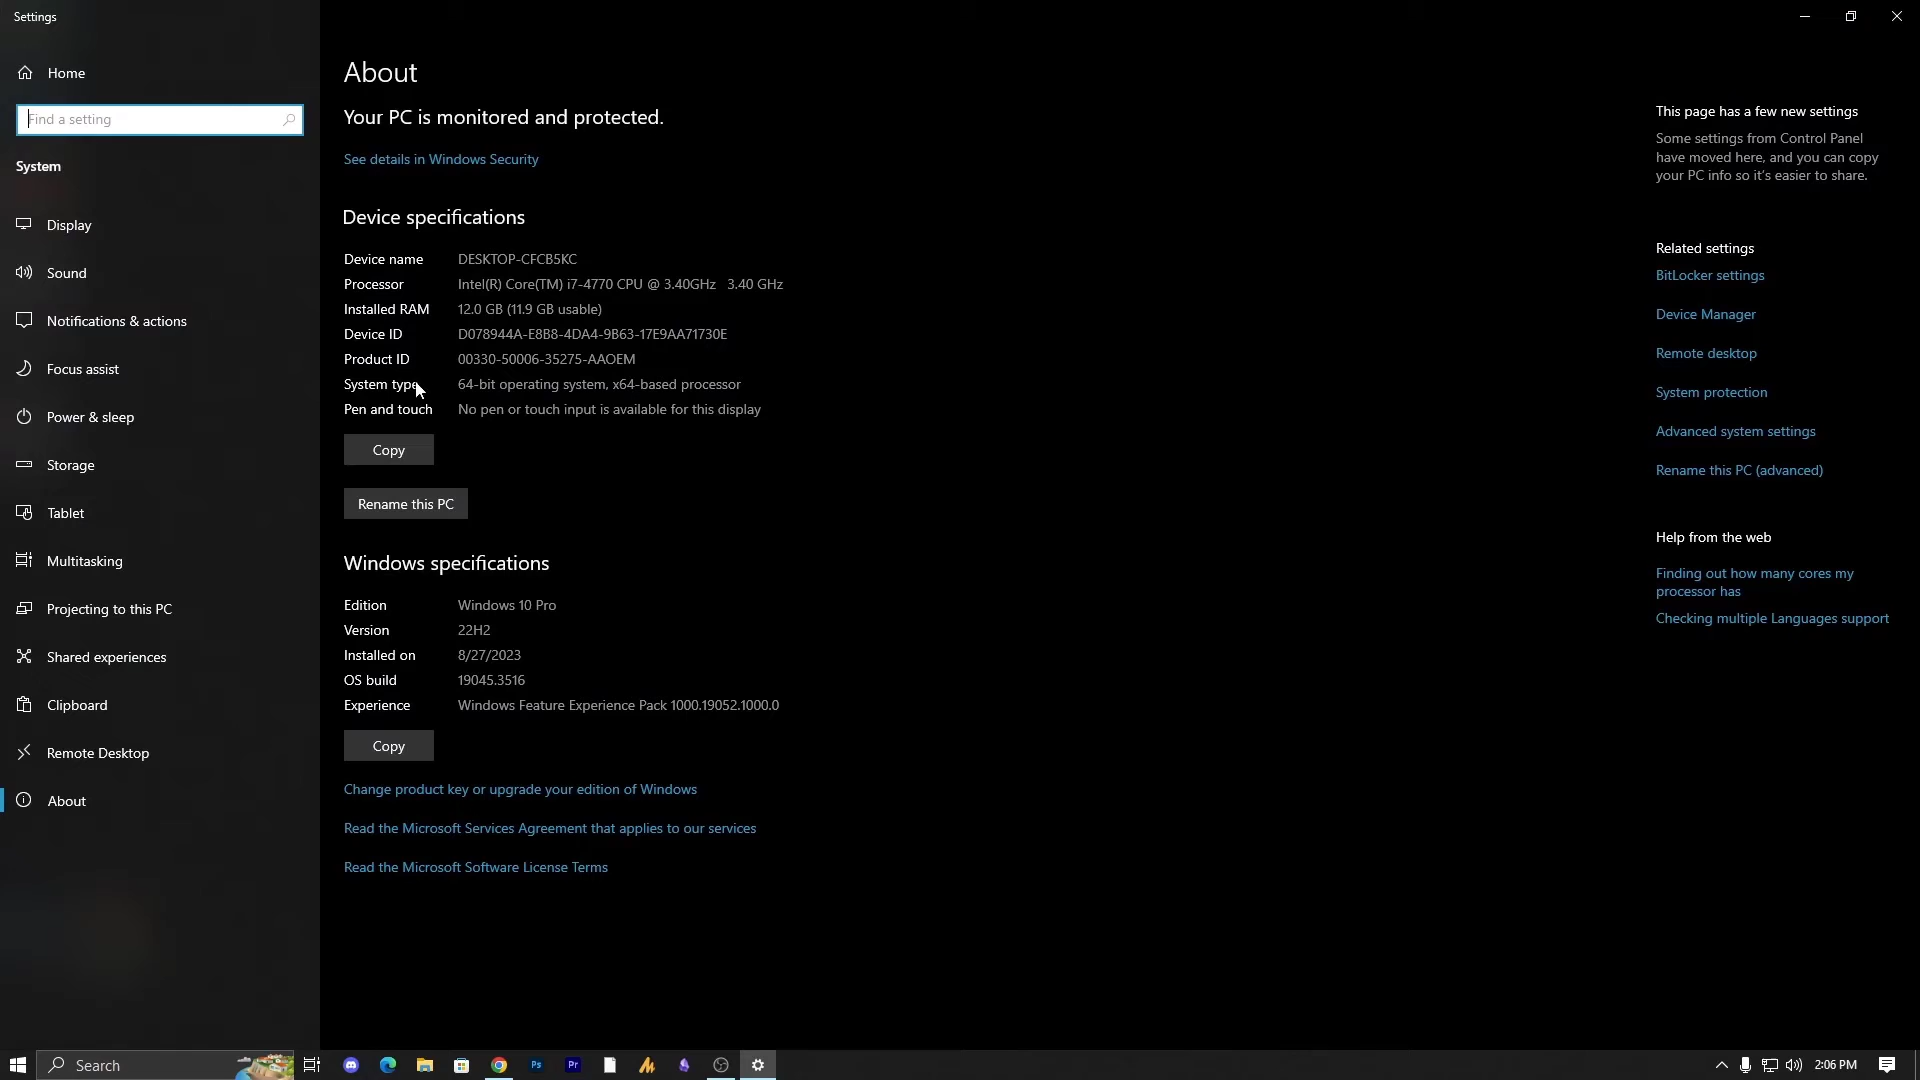 Settings
Home
Find a setting
System
Display
Sound
Notifications & actions
Focus assist
Power & sleep
Storage
Tablet
Multitasking
Projecting to this PC
Shared experiences
Clipboard
Remote Desktop
About
About
Your PC is monitored and protected.
See details in Windows Security
Device specifications
Device name DESKTOP-CFCB5KC
Processor Intel(R) Core(TM) i7-4770 CPU @ 3.40GHz 3.40 GHz
Installed RAM 12.0 GB (11.9 GB usable)
Device ID D078944A-E8B8-4DA4-9B63-17E9AA71730E
Product ID 00330-50006-35275-AAOEM
System type 64-bit operating system, x64-based processor
Pen and touch No pen or touch input is available for this display
Copy
Rename this PC
Windows specifications
Edition Windows 10 Pro
Version 22H2
Installed on 8/27/2023
OS build 19045.3516
Experience Windows Feature Experience Pack 1000.19052.1000.0
Copy
Change product key or upgrade your edition of Windows
Read the Microsoft Services Agreement that applies to our services
Read the Microsoft Software License Terms
This page has a few new settings
Some settings from Control Panel
have moved here, and you can copy
your PC info so it's easier to share.
Related settings
BitLocker settings
Device Manager
Remote desktop
System protection
Advanced system settings
Rename this PC (advanced)
Help from the web
Finding out how many cores my
processor has
Checking multiple Languages support
Search
Ps
Pr
2:06 PM